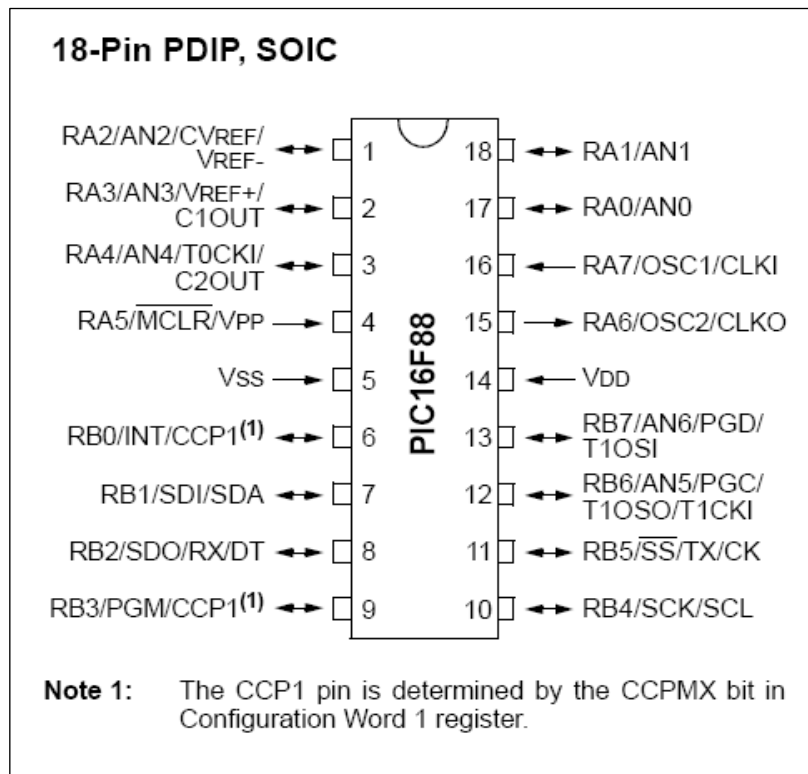 18-Pin PDIP, SOIC
RA2/AN2/CVREF/
VREF-
1
18
RA1/AN1
RA3/AN3/VREF+/
C1OUT
2
17
RA0/AN0
RA4/AN4/T0CKI/
C2OUT
3
16
RA7/OSC1/CLKI
RA5/MCLR/VPP
4
15
RA6/OSC2/CLKO
VSS
5
14
VDD
RB0/INT/CCP1(1)
6
13
RB7/AN6/PGD/
T1OSI
RB1/SDI/SDA
7
12
RB6/AN5/PGC/
T1OSO/T1CKI
RB2/SDO/RX/DT
8
11
RB5/SS/TX/CK
RB3/PGM/CCP1(1)
9
10
RB4/SCK/SCL
PIC16F88
Note 1: The CCP1 pin is determined by the CCPMX bit in
Configuration Word 1 register.